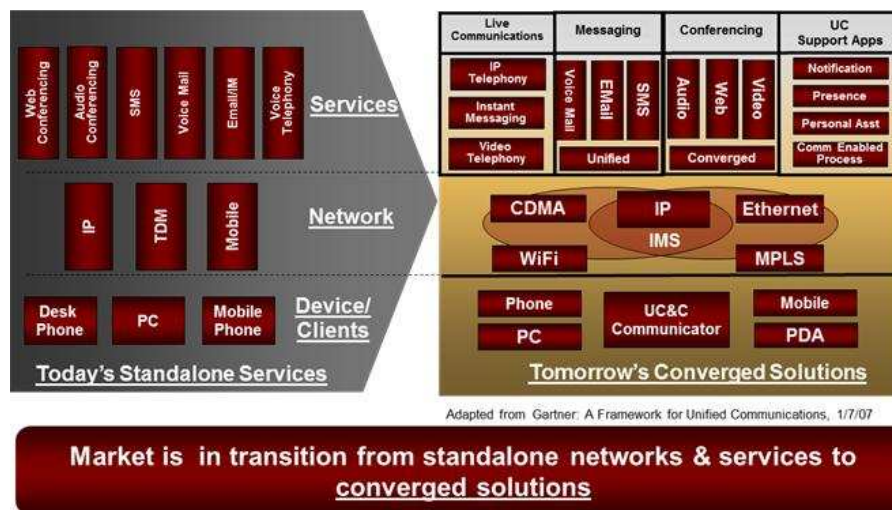 Web
Conferencing
Audio
Conferencing
SMS
Voice Mail
Email/IM
Voice
Telephony
Services
IP
TDM
Mobile
Network
Desk
Phone
PC
Mobile
Phone
Device/
Clients
Today's Standalone Services
Live
Communications
Messaging
Conferencing
UC
Support Apps
IP
Telephony
Instant
Messaging
Video
Telephony
Voice Mail
EMail
SMS
Unified
Audio
Web
Video
Converged
Notification
Presence
Personal Asst
Comm Enabled
Process
CDMA
IP
Ethernet
IMS
WiFi
MPLS
Phone
PC
UC&C
Communicator
Mobile
PDA
Tomorrow's Converged Solutions
Adapted from Gartner: A Framework for Unified Communications, 1/7/07
Market is in transition from standalone networks & services to
converged solutions